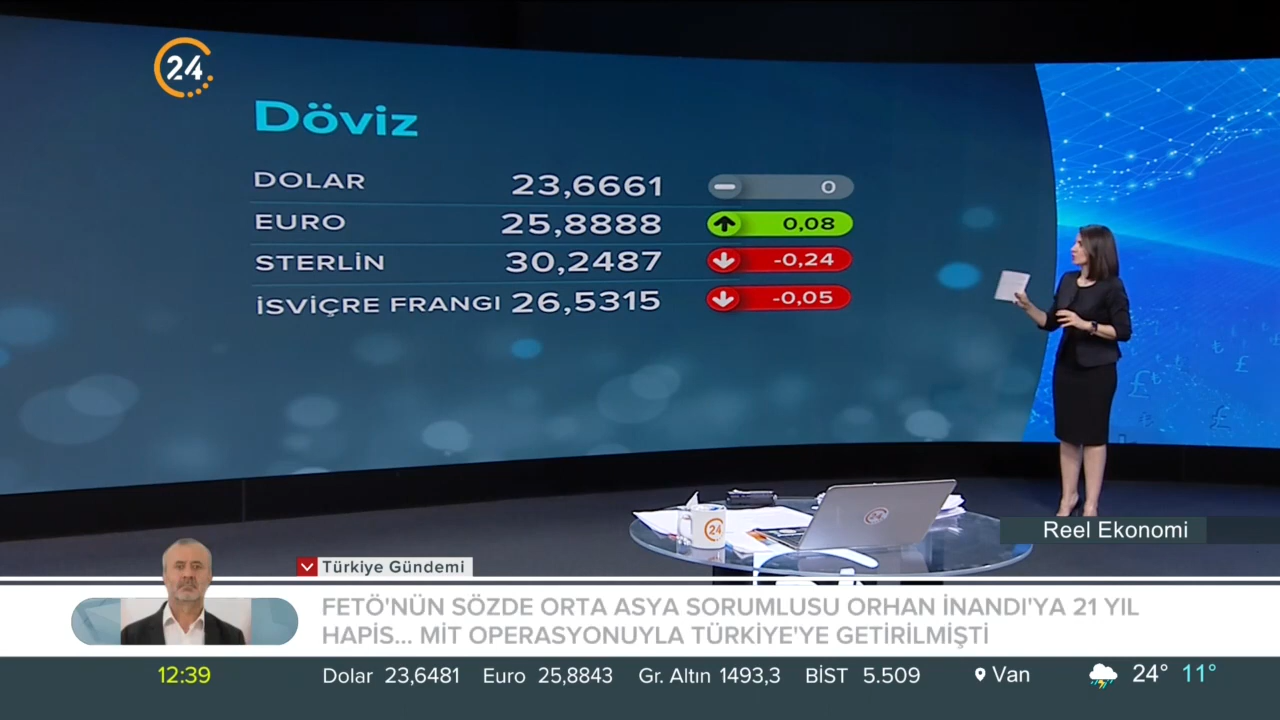 24
Döviz
DOLAR 23,6661 0
EURO 25,8888 0,08
STERLİN 30,2487 -0,24
İSVİÇRE FRANGI 26,5315 -0,05
24
24
Reel Ekonomi
Türkiye Gündemi
FETÖ'NÜN SÖZDE ORTA ASYA SORUMLUSU ORHAN İNANDI'YA 21 YIL
HAPİS... MİT OPERASYONUYLA TÜRKİYE'YE GETİRİLMİŞTİ
12:39 Dolar 23,6481 Euro 25,8843 Gr. Altın 1493,3 BİST 5.509 Van 24° 11°